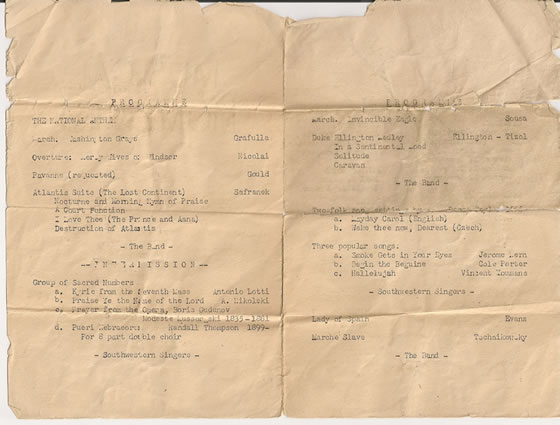 PROGRAMME
THE NATIONAL ANTHEM
March: Washington Grays Grafulla
Overture: Merry Wives of Windsor Nicolai
Pavanne (requested) Gould
Atlantis Suite (The Lost Continent) Safranek
Nocturne and Morning Hymn of Praise
A Court Function
I Love Thee (The Prince and Aana)
Destruction of Atlantis
- The Band -
-- INTERMISSION --
Group of Sacred Numbers
a. Kyrie from the Seventh Mass Antonio Lotti
b. Praise Ye the Name of the Lord A. Nikolski
c. Prayer from the Opera, Boris Godunov
Modeste Moussorgski 1835-1881
d. Pueri Hebraeorum Randall Thompson 1899-
For 8 part double choir
- Southwestern Singers -
PROGRAMME
March: Invincible Eagle Sousa
Duke Ellington Medley Ellington - Vizol
In a Sentimental Mood
Solitude
Caravan
- The Band -
Two folk
a. Mayday Carol (English)
b. Wake thee now, Dearest (Czech)
Three popular songs:
a. Smoke Gets in Your Eyes Jerome Kern
b. Begin the Beguine Cole Porter
c. Hallelujah Vincent Youmans
- Southwestern Singers -
Lady of Spain Evans
Marche Slave Tschaikowsky
- The Band -